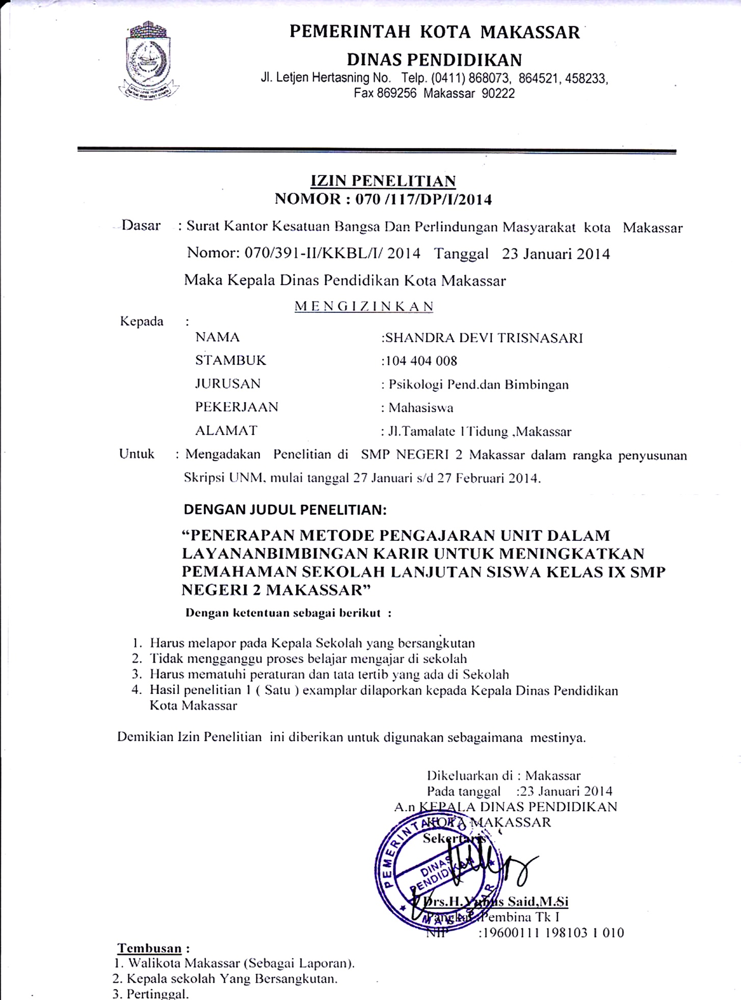 PEMERINTAH KOTA MAKASSAR
DINAS PENDIDIKAN
Jl. Letjen Hertasning No. Telp. (0411) 868073, 864521, 458233,
Fax 869256 Makassar 90222
IZIN PENELITIAN
NOMOR : 070 /117/DP/I/2014
Dasar : Surat Kantor Kesatuan Bangsa Dan Perlindungan Masyarakat kota Makassar
Nomor: 070/391-II/KKBL/I/ 2014 Tanggal 23 Januari 2014
Maka Kepala Dinas Pendidikan Kota Makassar
M E N G I Z I N K A N
Kepada :
NAMA :SHANDRA DEVI TRISNASARI
STAMBUK :104 404 008
JURUSAN : Psikologi Pend.dan Bimbingan
PEKERJAAN : Mahasiswa
ALAMAT : Jl.Tamalate 1Tidung ,Makassar
Untuk : Mengadakan Penelitian di SMP NEGERI 2 Makassar dalam rangka penyusunan
Skripsi UNM, mulai tanggal 27 Januari s/d 27 Februari 2014.
DENGAN JUDUL PENELITIAN:
“PENERAPAN METODE PENGAJARAN UNIT DALAM
LAYANANBIMBINGAN KARIR UNTUK MENINGKATKAN
PEMAHAMAN SEKOLAH LANJUTAN SISWA KELAS IX SMP
NEGERI 2 MAKASSAR”
Dengan ketentuan sebagai berikut :
1. Harus melapor pada Kepala Sekolah yang bersangkutan
2. Tidak mengganggu proses belajar mengajar di sekolah
3. Harus mematuhi peraturan dan tata tertib yang ada di Sekolah
4. Hasil penelitian 1 ( Satu ) examplar dilaporkan kepada Kepala Dinas Pendidikan
Kota Makassar
Demikian Izin Penelitian ini diberikan untuk digunakan sebagaimana mestinya.
Dikeluarkan di : Makassar
Pada tanggal :23 Januari 2014
A.n KEPALA DINAS PENDIDIKAN
KOTA MAKASSAR
Sekertaris
PEMERINTAH KOTA
DINAS
PENDIDIKAN
MAKASSAR
Drs.H.Yunus Said,M.Si
Pangkat :Pembina Tk I
NIP :19600111 198103 1 010
Tembusan :
1. Walikota Makassar (Sebagai Laporan).
2. Kepala sekolah Yang Bersangkutan.
3. Pertinggal.